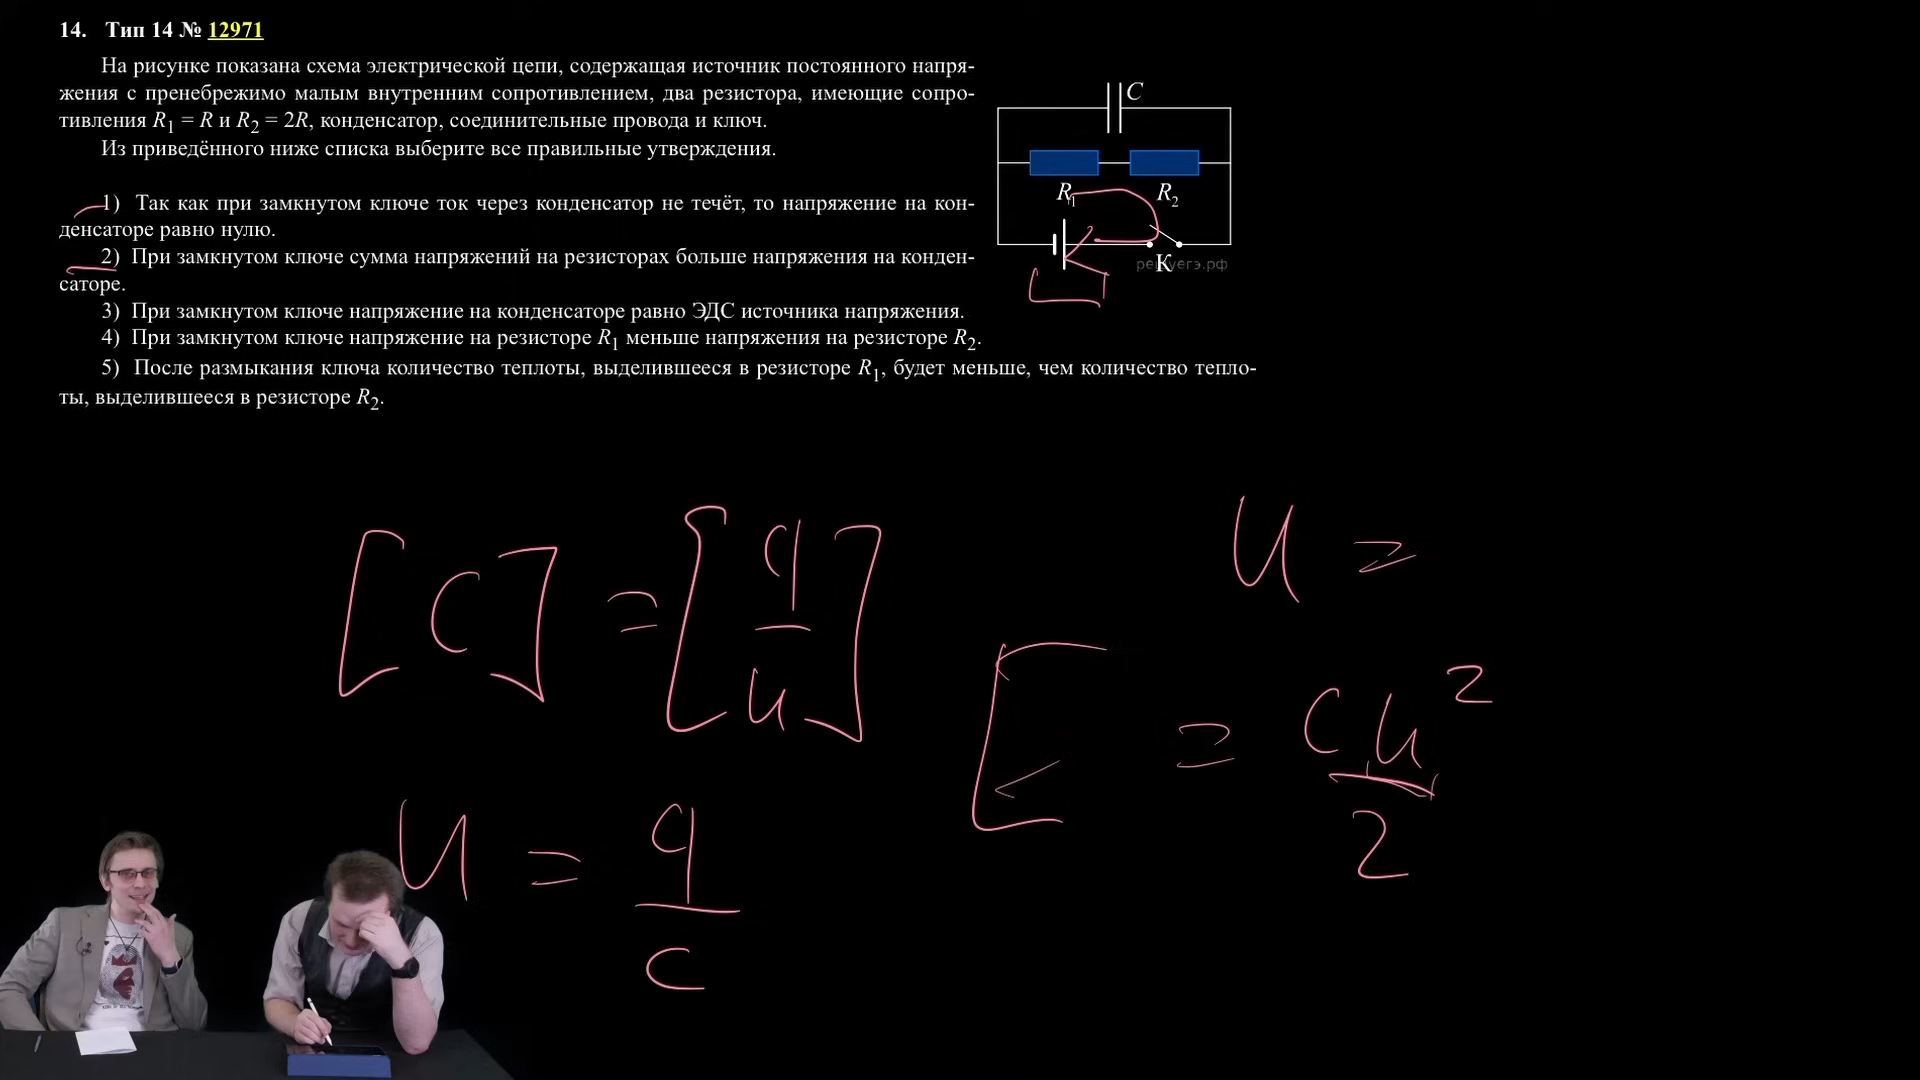 14. Тип 14 № 12971
На рисунке показана схема электрической цепи, содержащая источник постоянного напря-
жения с пренебрежимо малым внутренним сопротивлением, два резистора, имеющие сопро-
тивления R₁ = R и R₂ = 2R, конденсатор, соединительные провода и ключ.
Из приведённого ниже списка выберите все правильные утверждения.
1) Так как при замкнутом ключе ток через конденсатор не течёт, то напряжение на кон-
денсаторе равно нулю.
2) При замкнутом ключе сумма напряжений на резисторах больше напряжения на конден-
саторе.
3) При замкнутом ключе напряжение на конденсаторе равно ЭДС источника напряжения.
4) При замкнутом ключе напряжение на резисторе R₁ меньше напряжения на резисторе R₂.
5) После размыкания ключа количество теплоты, выделившееся в резисторе R₁, будет меньше, чем количество тепло-
ты, выделившееся в резисторе R₂.
C
R₁ R₂
К
[C] = [q/u]
U =
= cu²/2
U = q/c